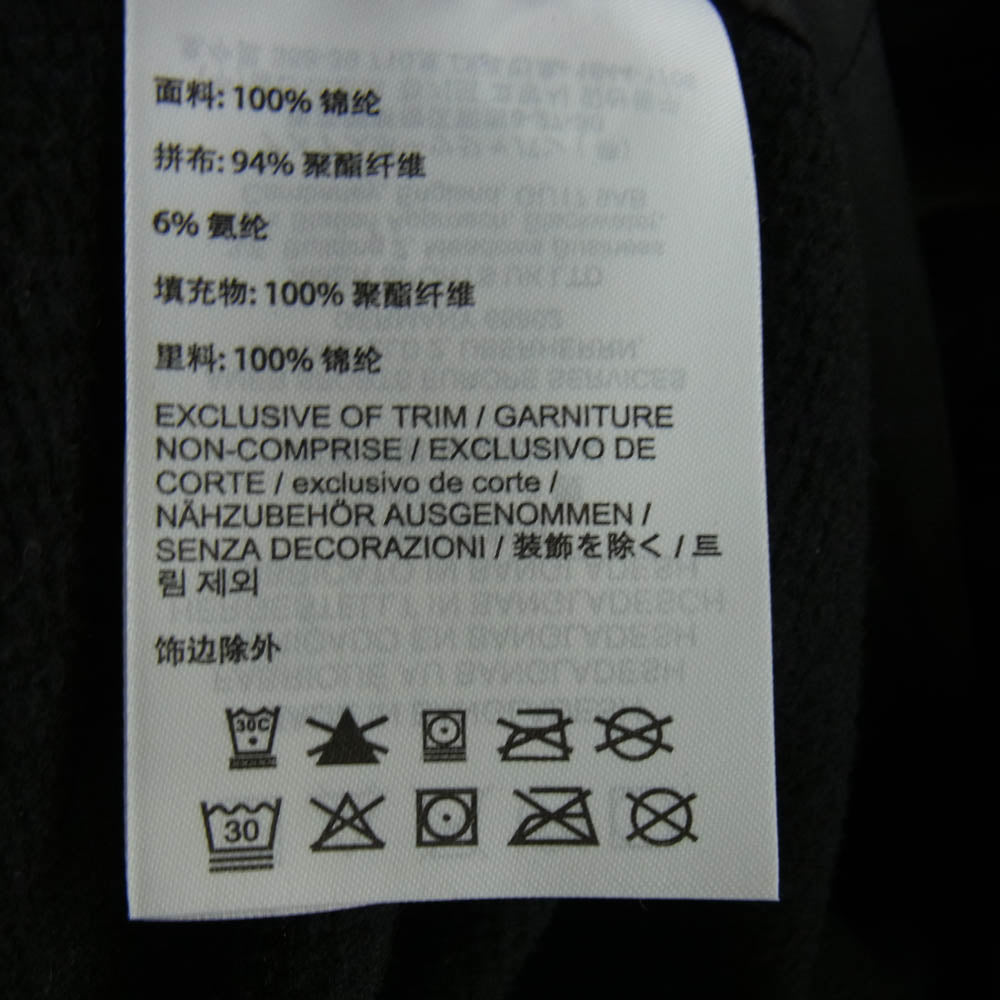 面料: 100% 锦纶
拼布: 94% 聚酯纤维
6% 氨纶
填充物: 100% 聚酯纤维
里料: 100% 锦纶
EXCLUSIVE OF TRIM / GARNITURE
NON-COMPRISE / EXCLUSIVO DE
CORTE / exclusivo de corte /
NÄHZUBEHÖR AUSGENOMMEN /
SENZA DECORAZIONI / 装飾を除く / 트
림 제외
饰边除外
30C
30